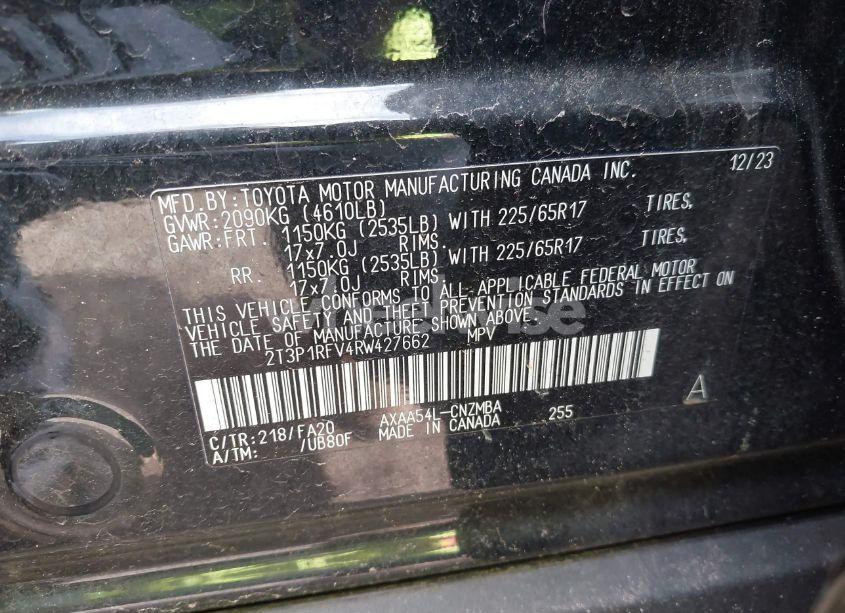 MFD.BY:TOYOTA MOTOR MANUFACTURING CANADA INC. 12/23
GVWR:2090KG (4610LB)
GAWR:FRT. 1150KG (2535LB) WITH 225/65R17 TIRES,
17x7.0J RIMS
RR. 1150KG (2535LB) WITH 225/65R17 TIRES,
17x7.0J RIMS
THIS VEHICLE CONFORMS TO ALL APPLICABLE FEDERAL MOTOR
VEHICLE SAFETY AND THEFT PREVENTION STANDARDS IN EFFECT ON
THE DATE OF MANUFACTURE SHOWN ABOVE.
2T3P1RFV4RW427662 MPV
A
C/TR:218/FA20 AXAA54L-CNZMBA 255
A/TM: /UB80F MADE IN CANADA